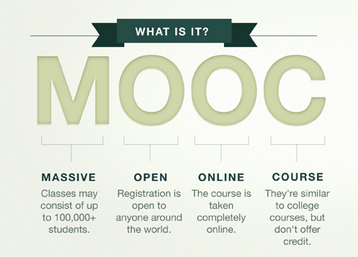 WHAT IS IT?
MOOC
MASSIVE
Classes may
consist of up
to 100,000+
students.
OPEN
Registration is
open to
anyone around
the world.
ONLINE
The course is
taken
completely
online.
COURSE
They're similar
to college
courses, but
don't offer
credit.